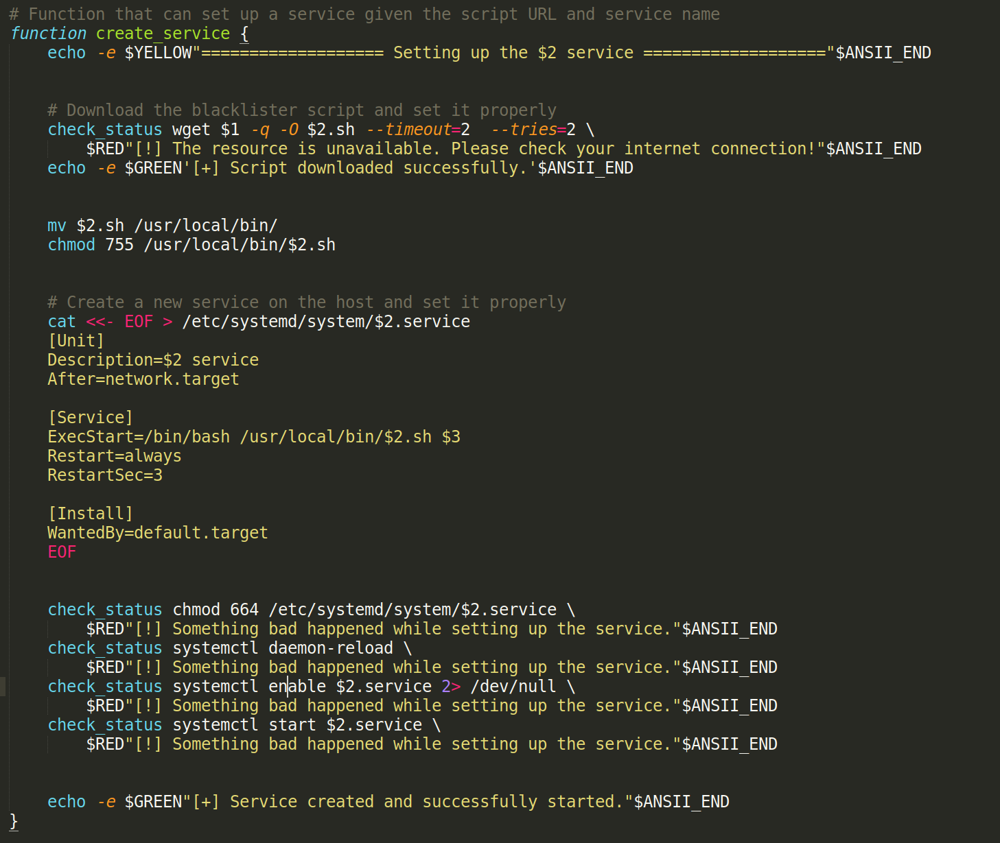 # Function that can set up a service given the script URL and service name
function create_service {
    echo -e $YELLOW"=================== Setting up the $2 service ==================="$ANSII_END
    # Download the blacklister script and set it properly
    check_status wget $1 -q -O $2.sh --timeout=2  --tries=2 \
        $RED"[!] The resource is unavailable. Please check your internet connection!"$ANSII_END
    echo -e $GREEN'[+] Script downloaded successfully.'$ANSII_END
    mv $2.sh /usr/local/bin/
    chmod 755 /usr/local/bin/$2.sh
    # Create a new service on the host and set it properly
    cat <<- EOF > /etc/systemd/system/$2.service
    [Unit]
    Description=$2 service
    After=network.target
    [Service]
    ExecStart=/bin/bash /usr/local/bin/$2.sh $3
    Restart=always
    RestartSec=3
    [Install]
    WantedBy=default.target
    EOF
    check_status chmod 664 /etc/systemd/system/$2.service \
        $RED"[!] Something bad happened while setting up the service."$ANSII_END
    check_status systemctl daemon-reload \
        $RED"[!] Something bad happened while setting up the service."$ANSII_END
    check_status systemctl enable $2.service 2> /dev/null \
        $RED"[!] Something bad happened while setting up the service."$ANSII_END
    check_status systemctl start $2.service \
        $RED"[!] Something bad happened while setting up the service."$ANSII_END
    echo -e $GREEN"[+] Service created and successfully started."$ANSII_END
}